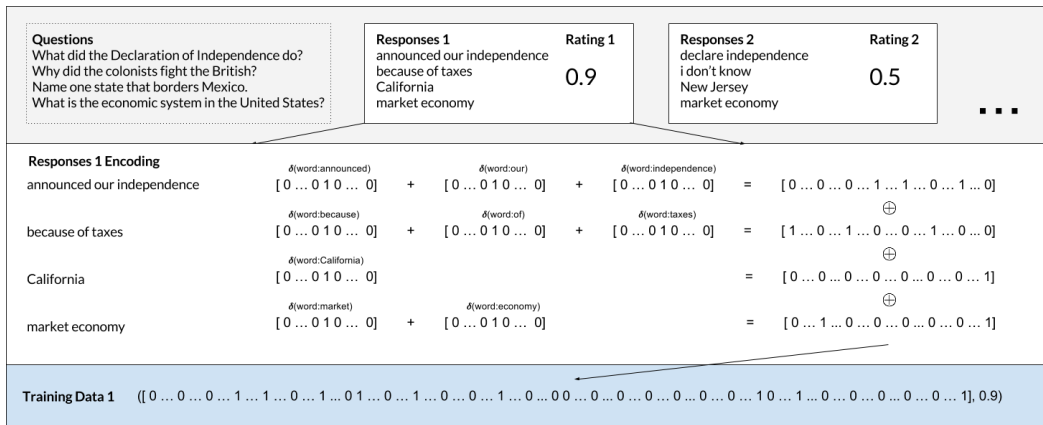 Questions
What did the Declaration of Independence do?
Why did the colonists fight the British?
Name one state that borders Mexico.
What is the economic system in the United States?
Responses 1 Rating 1
announced our independence
because of taxes
California
market economy
0.9
Responses 2 Rating 2
declare independence
i don't know
New Jersey
market economy
0.5
...
Responses 1 Encoding
δ(word:announced) δ(word:our) δ(word:independence)
announced our independence [ 0 … 0 1 0 … 0] + [ 0 … 0 1 0 … 0] + [ 0 … 0 1 0 … 0] = [ 0 … 0 … 0 … 1 … 1 … 0 … 1 ... 0]
⊕
δ(word:because) δ(word:of) δ(word:taxes)
because of taxes [ 0 … 0 1 0 … 0] + [ 0 … 0 1 0 … 0] + [ 0 … 0 1 0 … 0] = [ 1 … 0 … 1 … 0 … 0 … 1 … 0 ... 0]
⊕
δ(word:California)
California [ 0 … 0 1 0 … 0] = [ 0 … 0 ... 0 … 0 … 0 ... 0 … 0 … 1]
⊕
δ(word:market) δ(word:economy)
market economy [ 0 … 0 1 0 … 0] + [ 0 … 0 1 0 … 0] = [ 0 … 1 ... 0 … 0 … 0 ... 0 … 0 … 1]
Training Data 1 ([ 0 … 0 … 0 … 1 … 1 … 0 … 1 ... 0 1 … 0 … 1 … 0 … 0 … 1 … 0 ... 0 0 … 0 ... 0 … 0 … 0 ... 0 … 0 … 1 0 … 1 ... 0 … 0 … 0 ... 0 … 0 … 1], 0.9)